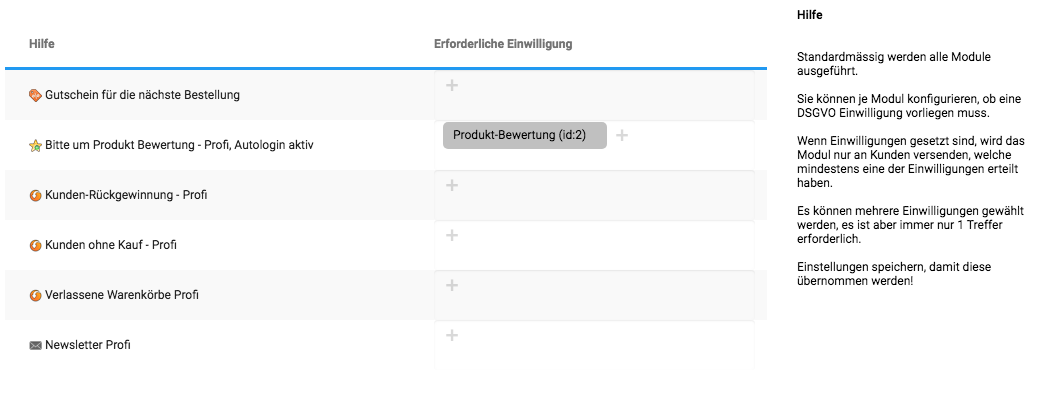 Hilfe
Erforderliche Einwilligung
Gutschein für die nächste Bestellung
Bitte um Produkt Bewertung - Profi, Autologin aktiv
Produkt-Bewertung (id:2)
Kunden-Rückgewinnung - Profi
Kunden ohne Kauf - Profi
Verlassene Warenkörbe Profi
Newsletter Profi
Hilfe
Standardmässig werden alle Module
ausgeführt.
Sie können je Modul konfigurieren, ob eine
DSGVO Einwilligung vorliegen muss.
Wenn Einwilligungen gesetzt sind, wird das
Modul nur an Kunden versenden, welche
mindestens eine der Einwilligungen erteilt
haben.
Es können mehrere Einwilligungen gewählt
werden, es ist aber immer nur 1 Treffer
erforderlich.
Einstellungen speichern, damit diese
übernommen werden!